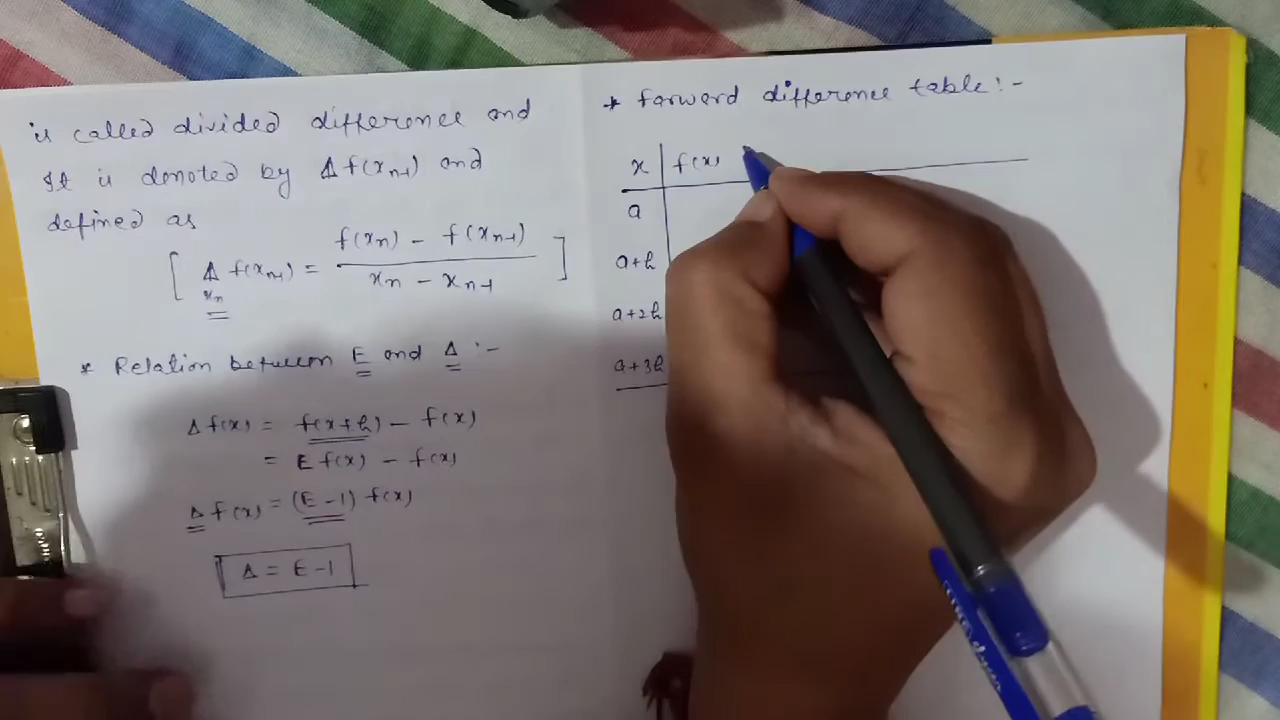 is called divided difference and
It is denoted by Δ f(xn-1) and
defined as
[ Δ f(xn-1) = f(xn) - f(xn-1) / xn - xn-1 ]
xn
* Relation between E and Δ :-
Δ f(x) = f(x+h) - f(x)
= E f(x) - f(x)
Δ f(x) = (E-1) f(x)
Δ = E-1
* forward difference table :-
x | f(x)
a
a+h
a+2h
a+3h